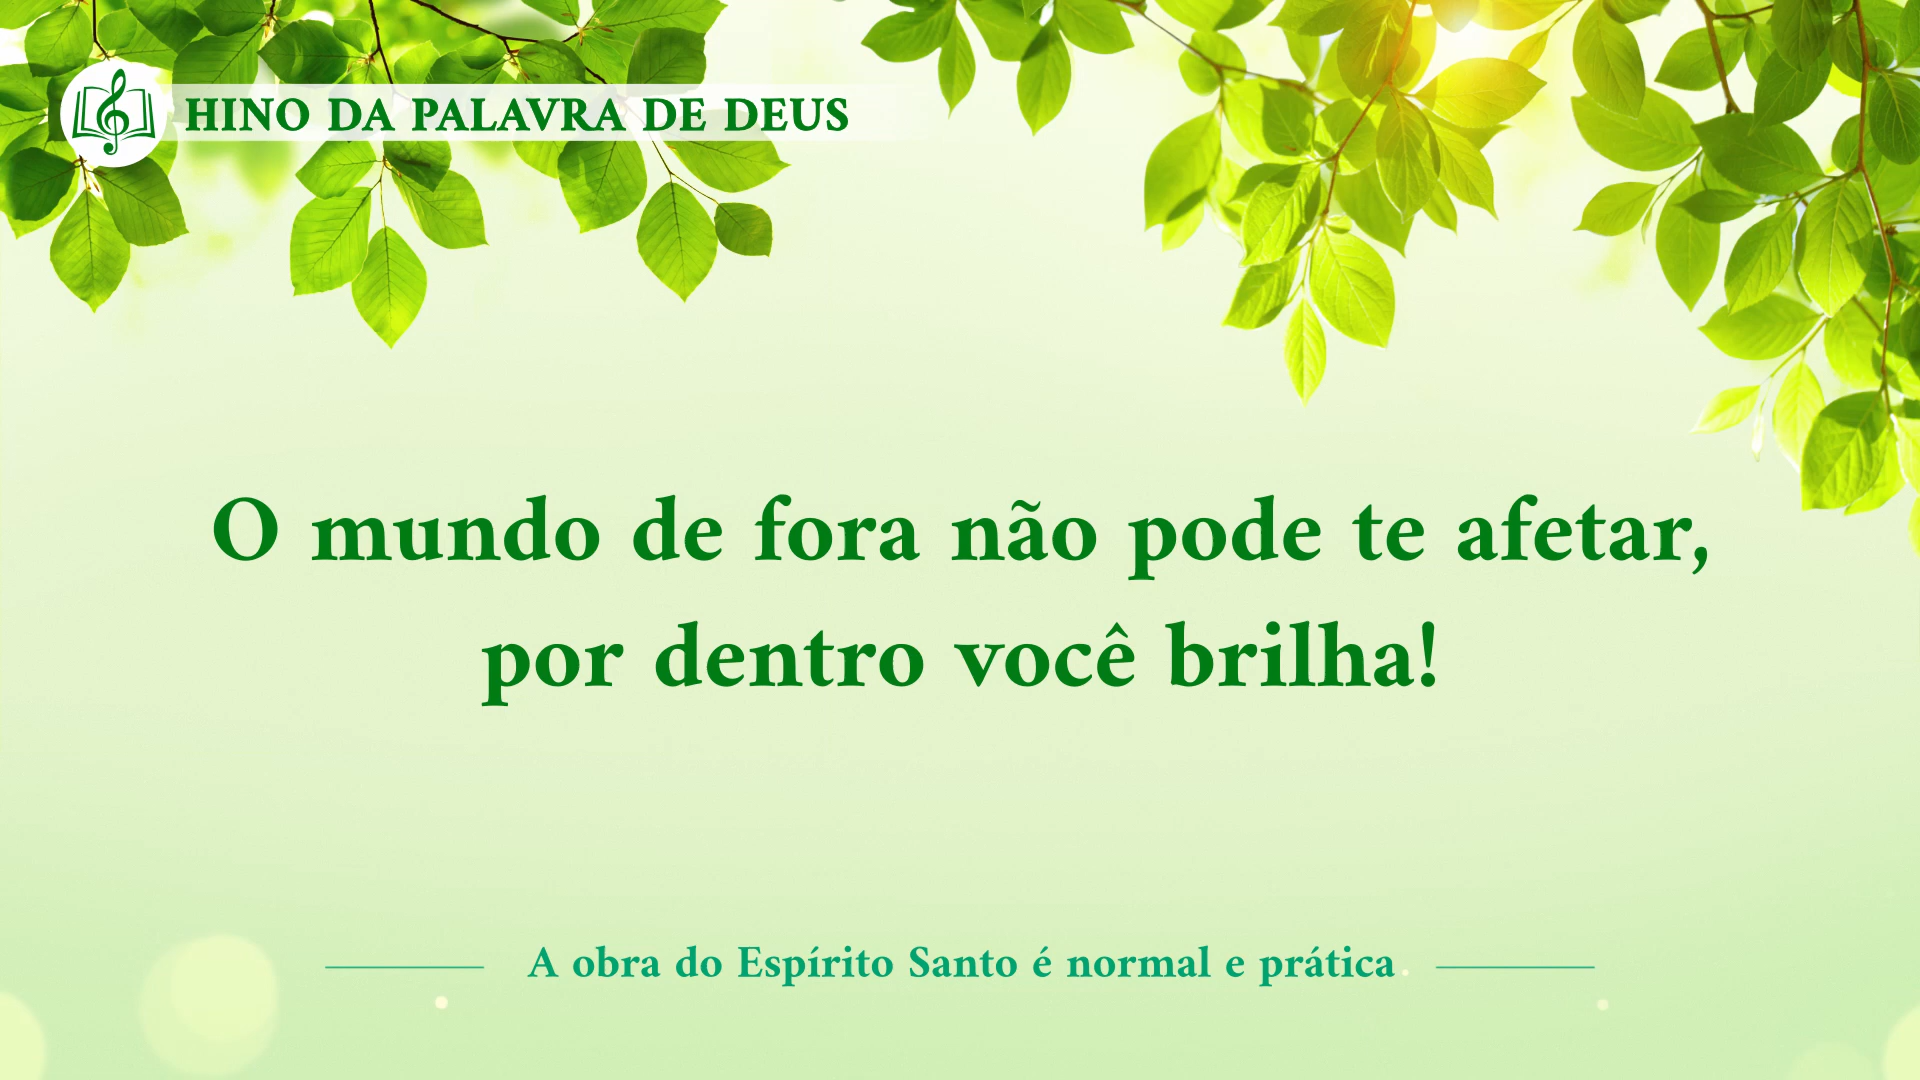 HINO DA PALAVRA DE DEUS
O mundo de fora não pode te afetar,
por dentro você brilha!
A obra do Espírito Santo é normal e prática